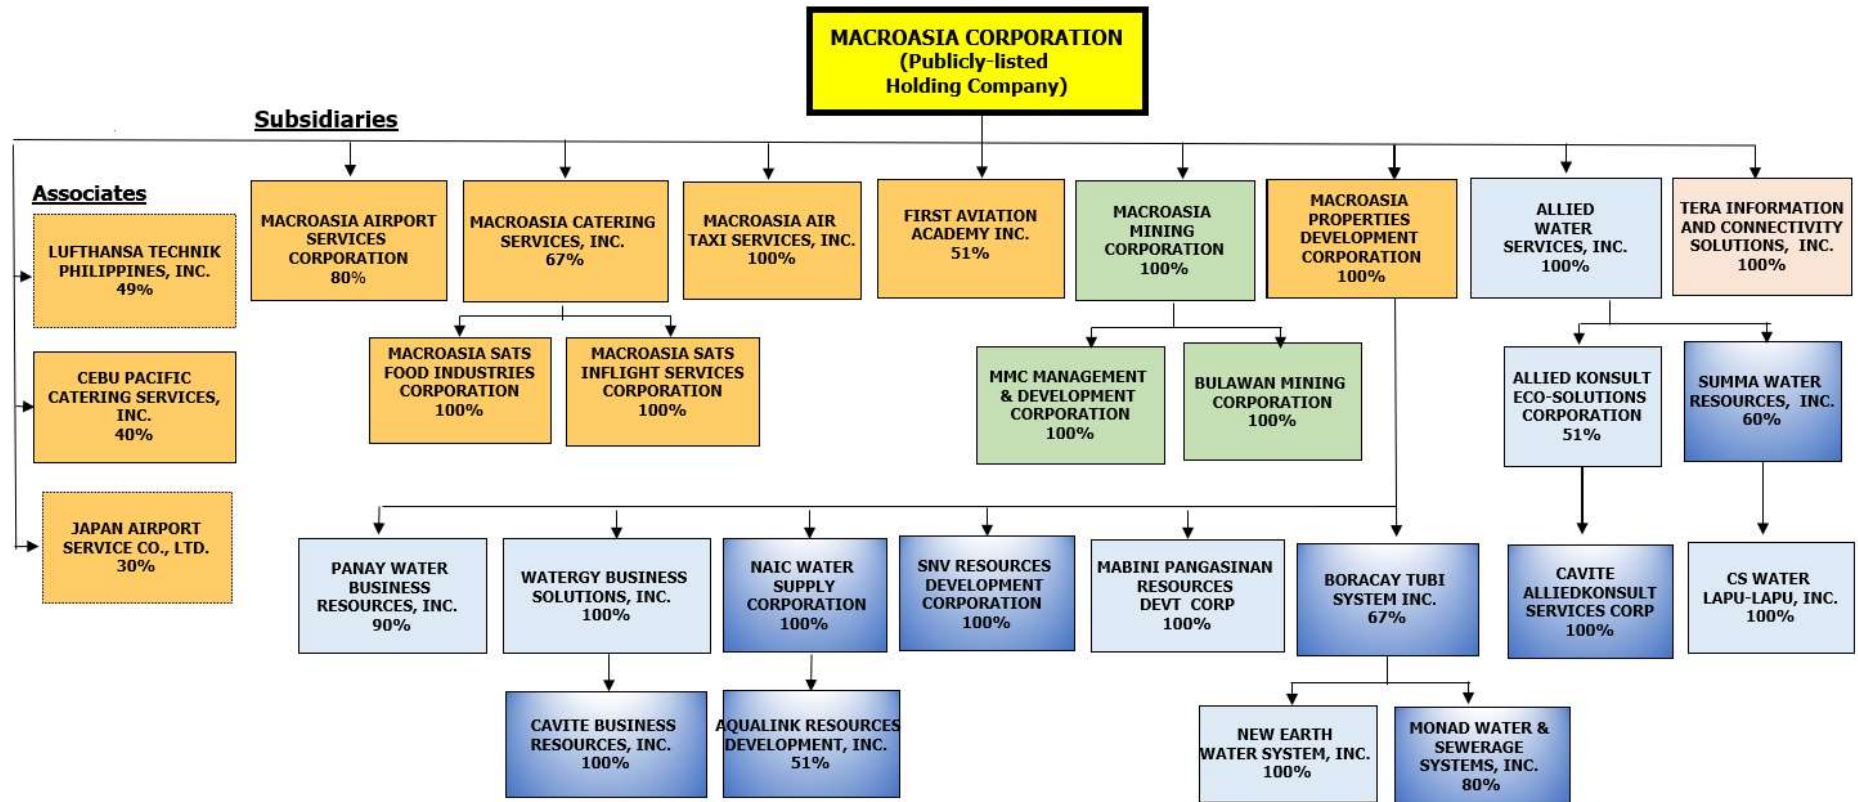 MACROASIA CORPORATION
(Publicly-listed
Holding Company)
Subsidiaries
Associates
LUFTHANSA TECHNIK
PHILIPPINES, INC.
49%
CEBU PACIFIC
CATERING SERVICES,
INC.
40%
JAPAN AIRPORT
SERVICE CO., LTD.
30%
MACROASIA AIRPORT
SERVICES
CORPORATION
80%
MACROASIA CATERING
SERVICES, INC.
67%
MACROASIA AIR
TAXI SERVICES, INC.
100%
FIRST AVIATION
ACADEMY INC.
51%
MACROASIA
MINING
CORPORATION
100%
MACROASIA
PROPERTIES
DEVELOPMENT
CORPORATION
100%
ALLIED
WATER
SERVICES, INC.
100%
TERA INFORMATION
AND CONNECTIVITY
SOLUTIONS, INC.
100%
MACROASIA SATS
FOOD INDUSTRIES
CORPORATION
100%
MACROASIA SATS
INFLIGHT SERVICES
CORPORATION
100%
MMC MANAGEMENT
& DEVELOPMENT
CORPORATION
100%
BULAWAN MINING
CORPORATION
100%
ALLIED KONSULT
ECO-SOLUTIONS
CORPORATION
51%
SUMMA WATER
RESOURCES, INC.
60%
PANAY WATER
BUSINESS
RESOURCES, INC.
90%
WATERGY BUSINESS
SOLUTIONS, INC.
100%
NAIC WATER
SUPPLY
CORPORATION
100%
SNV RESOURCES
DEVELOPMENT
CORPORATION
100%
MABINI PANGASINAN
RESOURCES
DEVT CORP
100%
BORACAY TUBI
SYSTEM INC.
67%
CAVITE
ALLIEDKONSULT
SERVICES CORP
100%
CS WATER
LAPU-LAPU, INC.
100%
CAVITE BUSINESS
RESOURCES, INC.
100%
AQUALINK RESOURCES
DEVELOPMENT, INC.
51%
NEW EARTH
WATER SYSTEM, INC.
100%
MONAD WATER &
SEWERAGE
SYSTEMS, INC.
80%